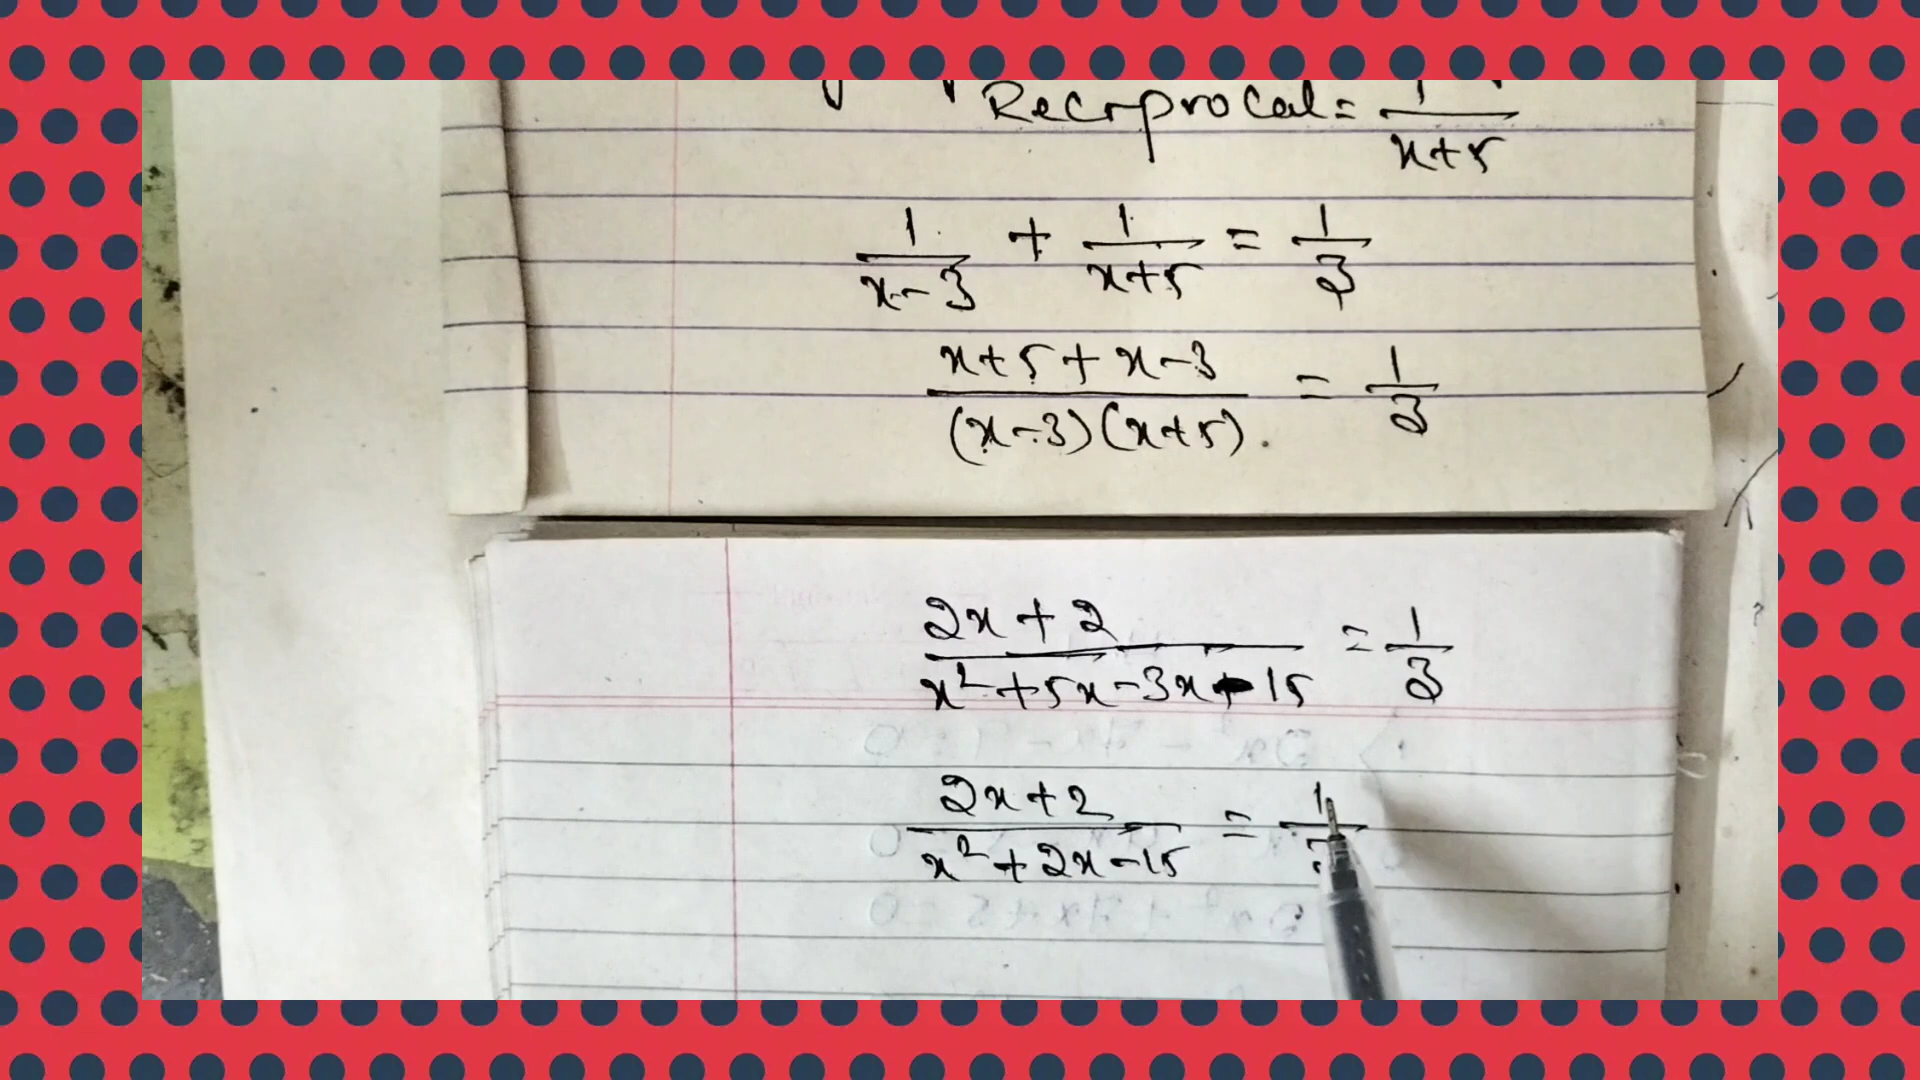 Reciprocal = 1/(x+5)
1/(x-3) + 1/(x+5) = 1/3
(x+5+x-3)/((x-3)(x+5)) = 1/3
(2x+2)/(x²+5x-3x-15) = 1/3
(2x+2)/(x²+2x-15) = 1/3